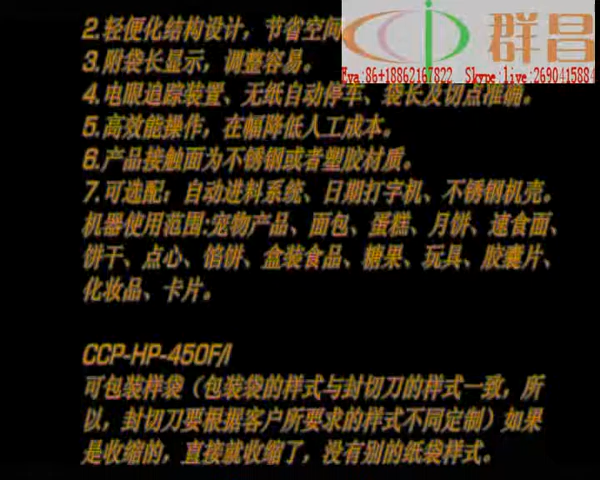 2.轻便化结构设计，节省空间
群昌
3.附袋长显示，调整容易。
Eva:86+18862167822 Skype:live:2690415884
4.电眼追踪装置、无纸自动停车、袋长及切点准确。
5.高效能操作，在幅降低人工成本。
6.产品接触面为不锈钢或者塑胶材质。
7.可选配：自动进料系统、日期打字机、不锈钢机壳。
机器使用范围:宠物产品、面包、蛋糕、月饼、速食面、
饼干、点心、馅饼、盒装食品、糖果、玩具、胶囊片、
化妆品、卡片。
CCP-HP-450F/I
可包装样袋（包装袋的样式与封切刀的样式一致，所
以，封切刀要根据客户所要求的样式不同定制）如果
是收缩的，直接就收缩了，没有别的纸袋样式。